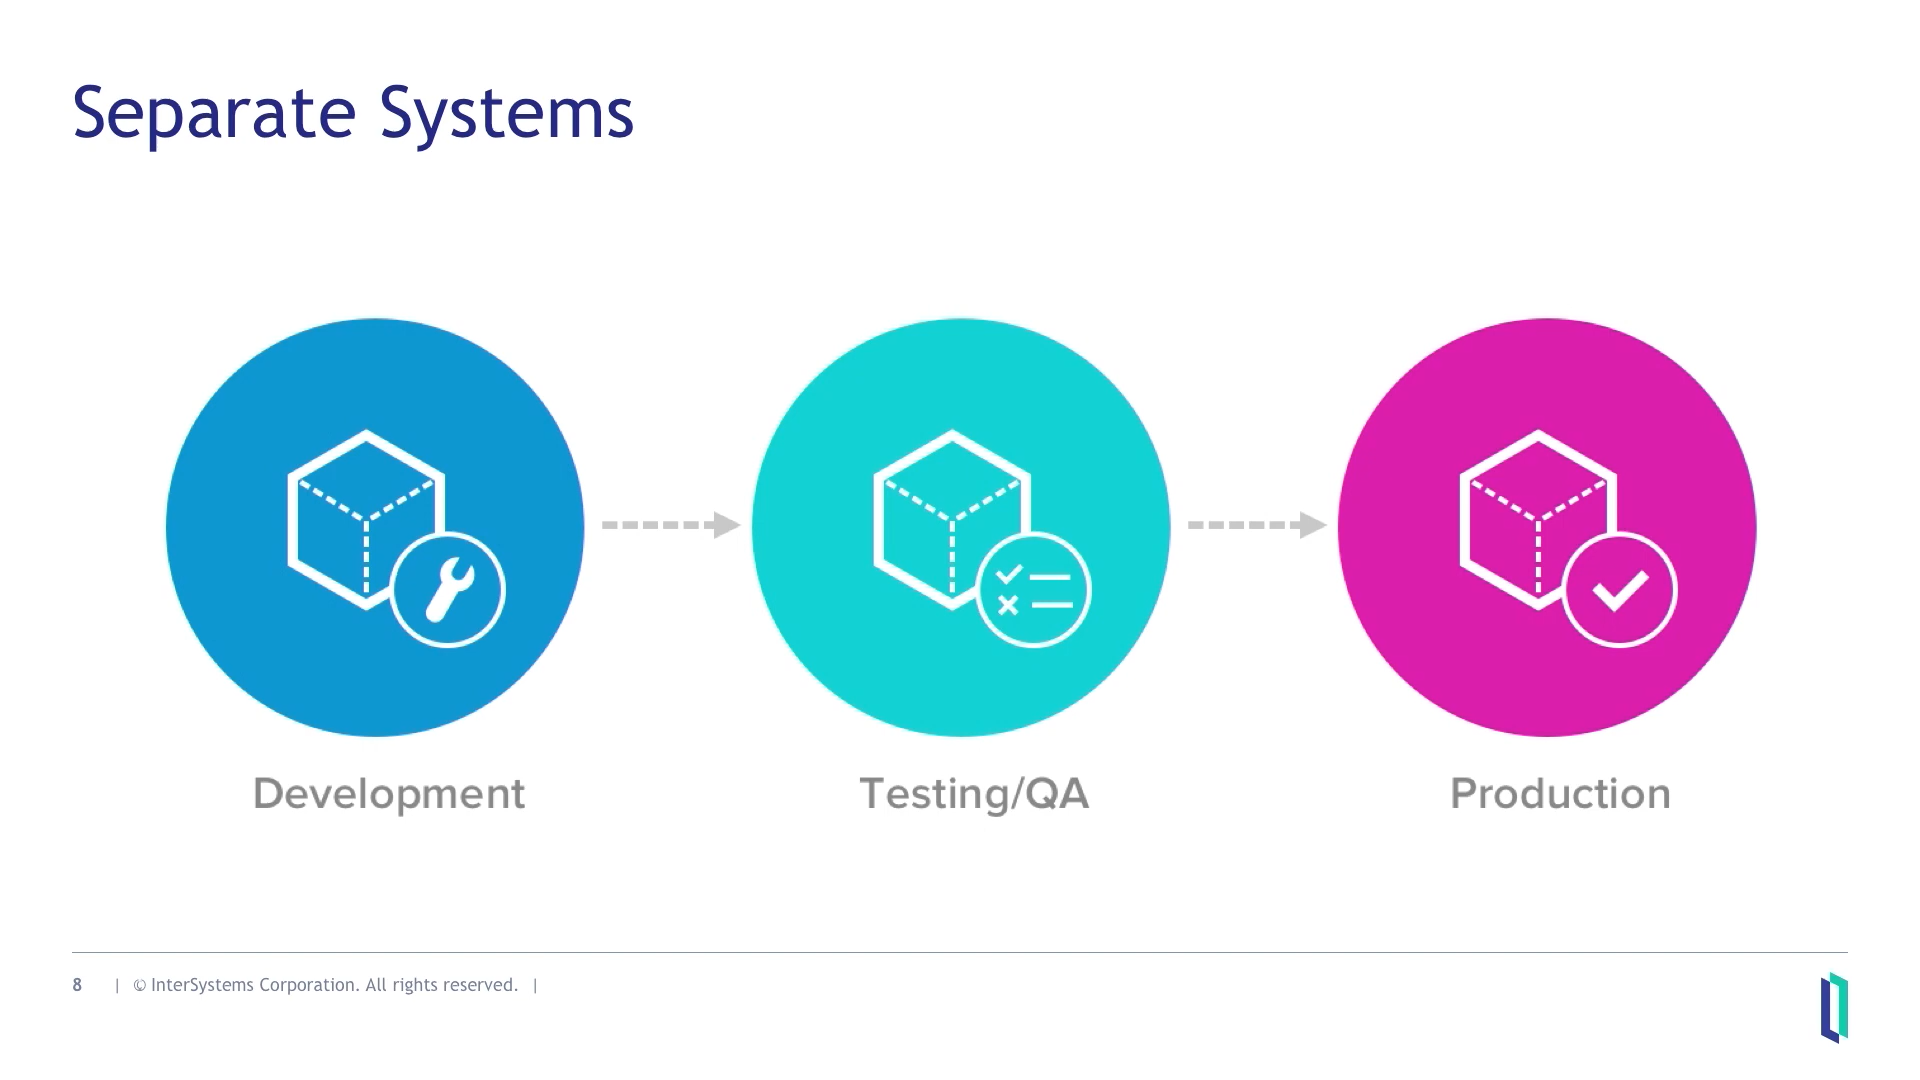 Separate Systems
Development
Testing/QA
Production
8 | © InterSystems Corporation. All rights reserved. |